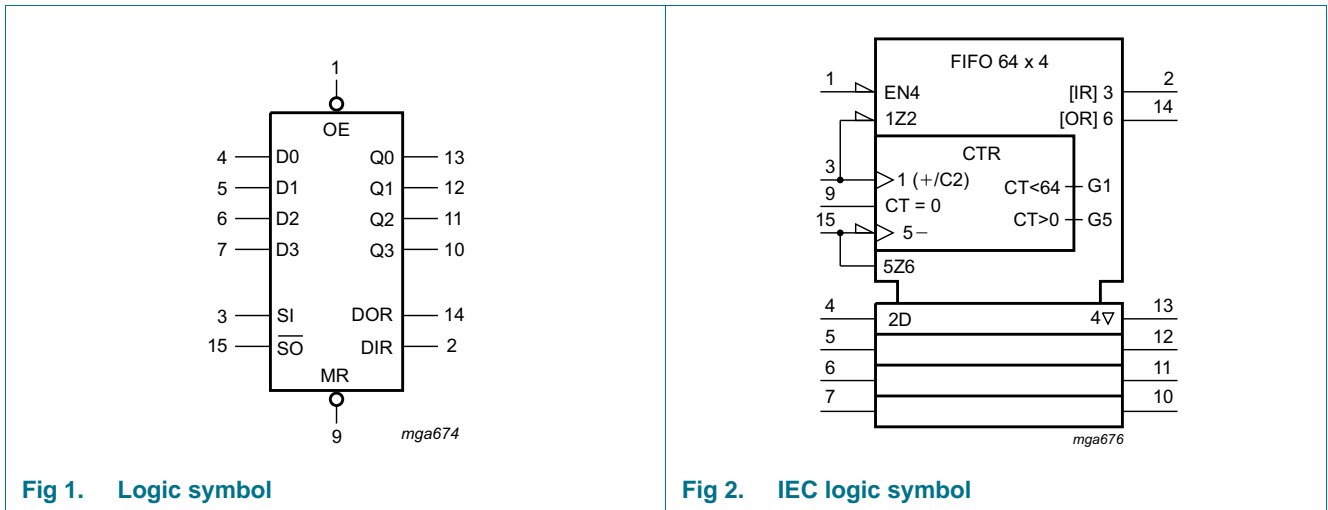 1
OE
4 D0 Q0 13
5 D1 Q1 12
6 D2 Q2 11
7 D3 Q3 10
3 SI DOR 14
15 SO DIR 2
MR
9
mga674
Fig 1. Logic symbol
FIFO 64 x 4
1 EN4 [IR] 3 2
1Z2 [OR] 6 14
CTR
3 1 (+/C2) CT<64 G1
9 CT = 0
15 5− CT>0 G5
5Z6
4 2D 4▽ 13
5 12
6 11
7 10
mga676
Fig 2. IEC logic symbol